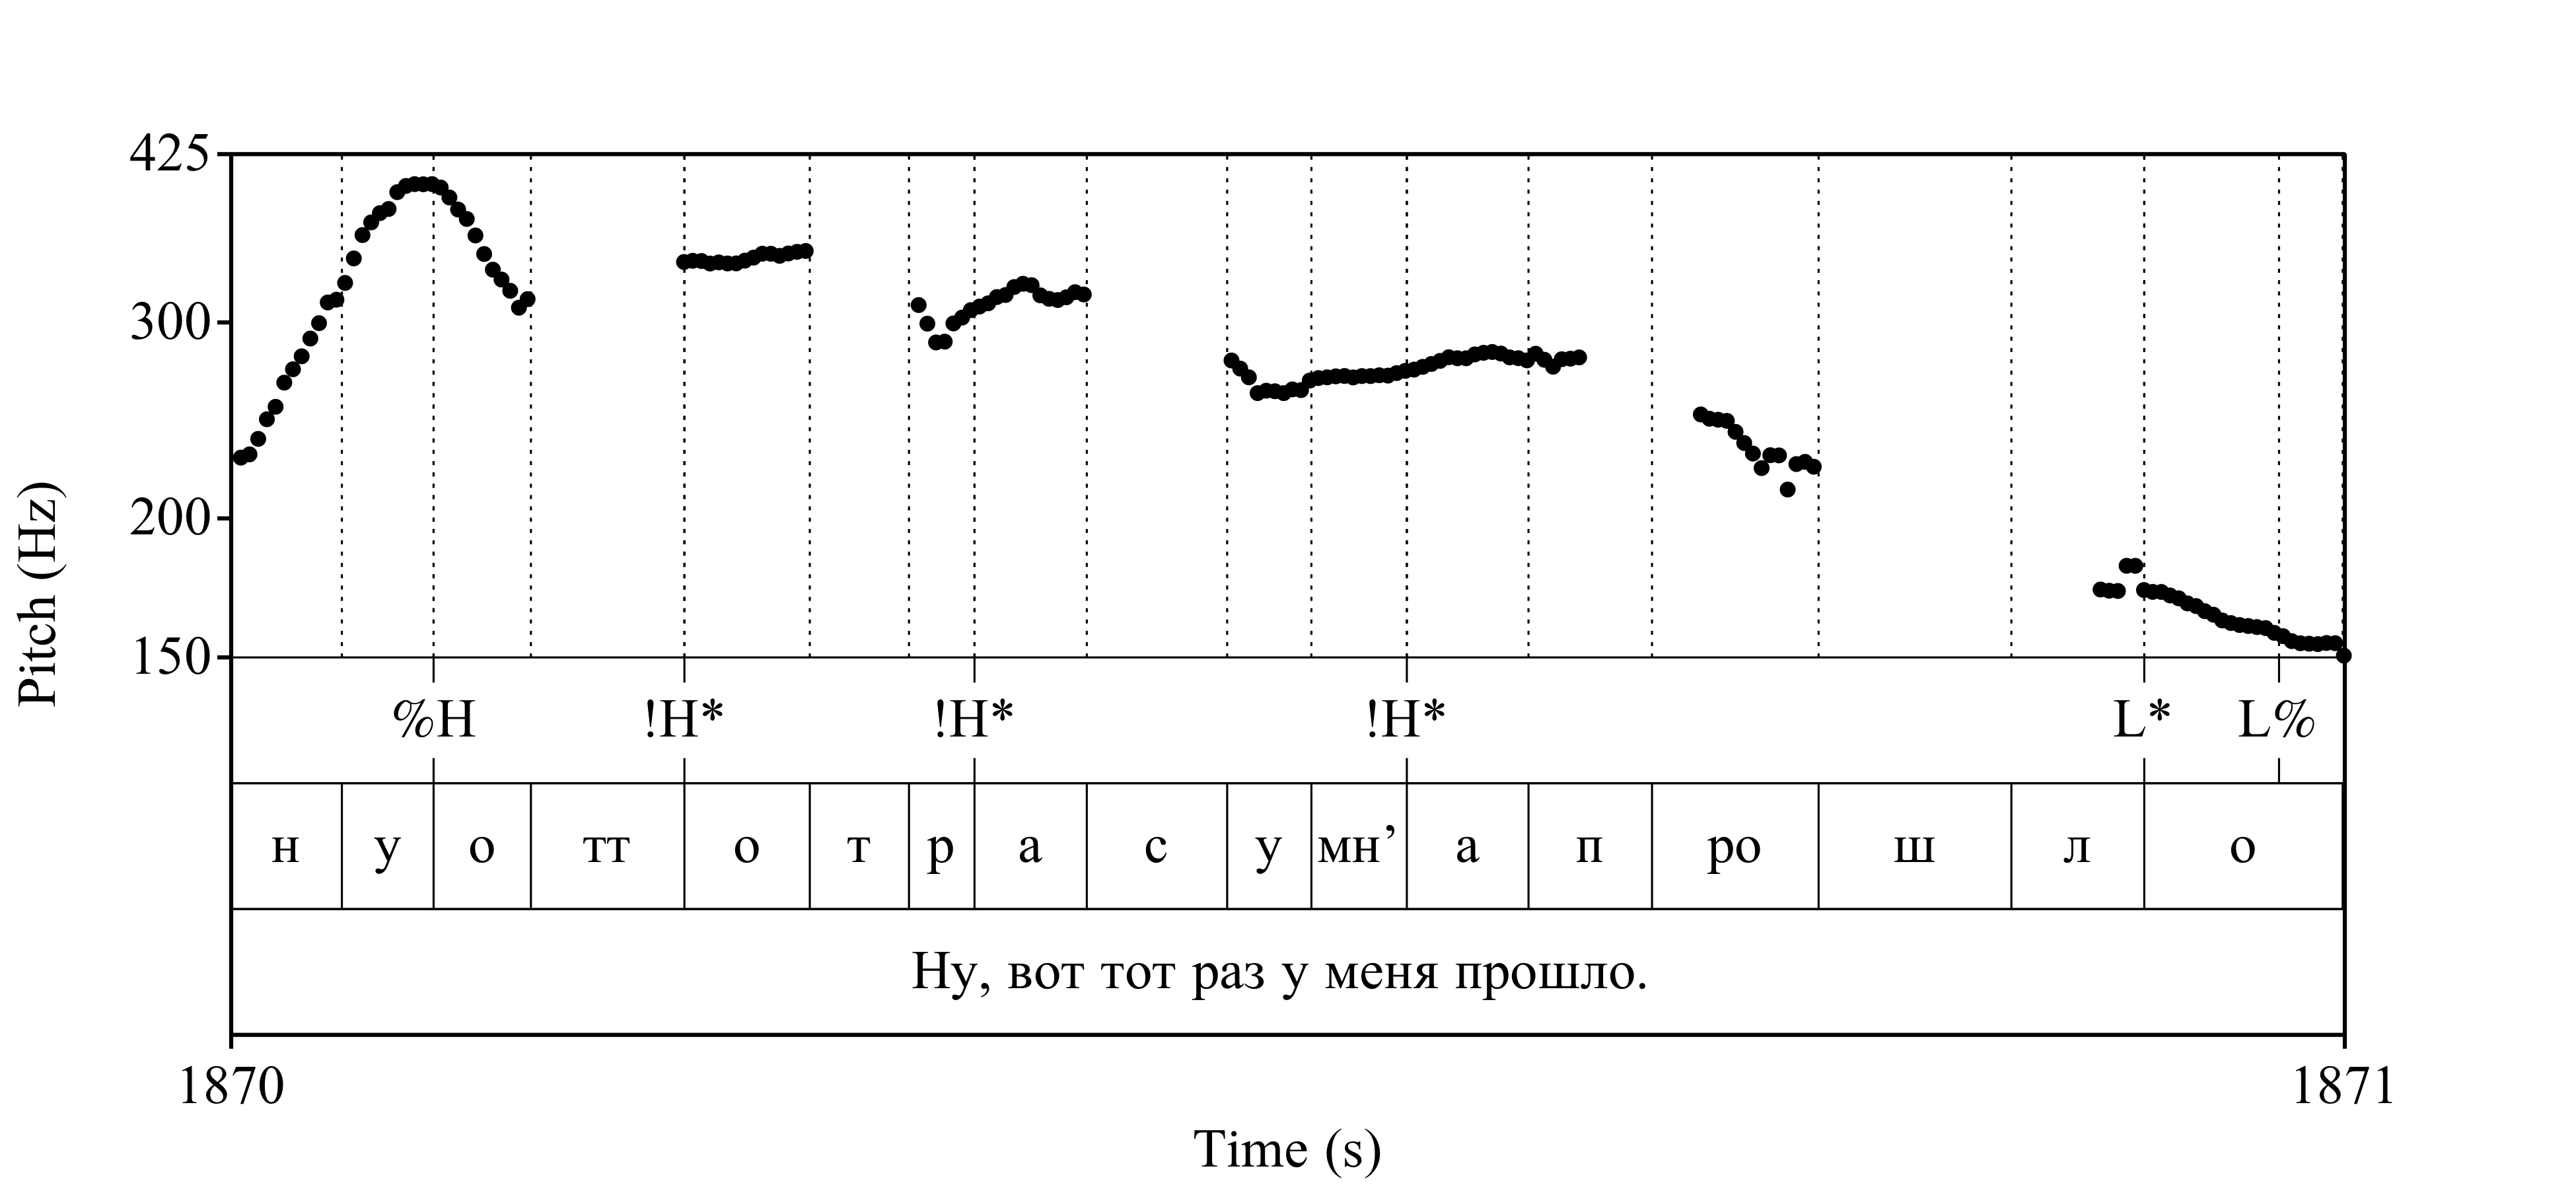 425
300
200
150
Pitch (Hz)
%H !H* !H* !H* L* L%
н у о тт о т р а с у мн’ а п ро ш л о
Ну, вот тот раз у меня прошло.
1870 1871
Time (s)